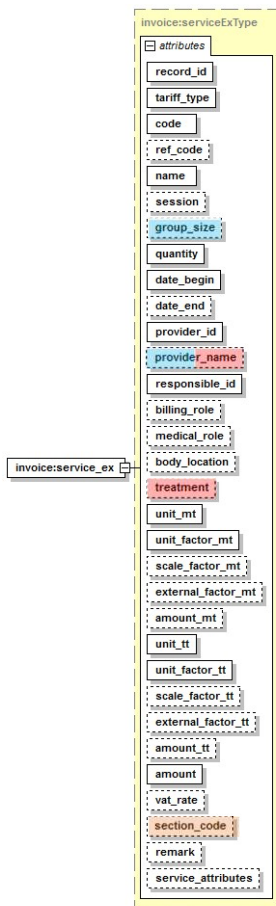 invoice:serviceExType
attributes
record_id
tariff_type
code
ref_code
name
session
group_size
quantity
date_begin
date_end
provider_id
provider_name
responsible_id
billing_role
medical_role
body_location
invoice:service_ex
treatment
unit_mt
unit_factor_mt
scale_factor_mt
external_factor_mt
amount_mt
unit_tt
unit_factor_tt
scale_factor_tt
external_factor_tt
amount_tt
amount
vat_rate
section_code
remark
service_attributes